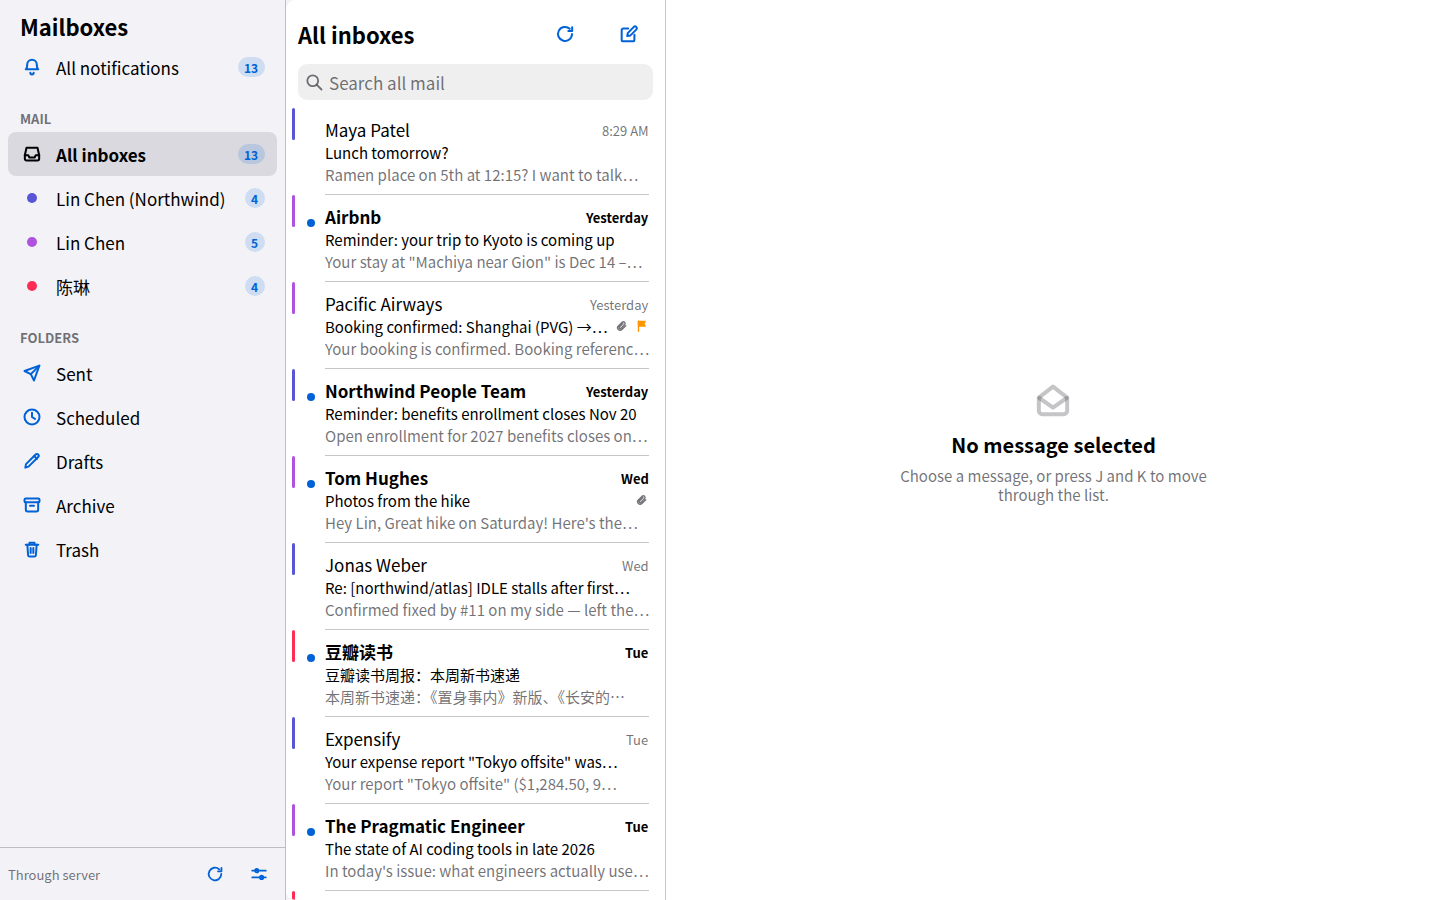 Mailboxes
All notifications 13
MAIL
All inboxes 13
Lin Chen (Northwind) 4
Lin Chen 5
陈琳 4
FOLDERS
Sent
Scheduled
Drafts
Archive
Trash
Through server
All inboxes
Search all mail
Maya Patel 8:29 AM
Lunch tomorrow?
Ramen place on 5th at 12:15? I want to talk…
Airbnb Yesterday
Reminder: your trip to Kyoto is coming up
Your stay at "Machiya near Gion" is Dec 14 –…
Pacific Airways Yesterday
Booking confirmed: Shanghai (PVG) →…
Your booking is confirmed. Booking referenc…
Northwind People Team Yesterday
Reminder: benefits enrollment closes Nov 20
Open enrollment for 2027 benefits closes on…
Tom Hughes Wed
Photos from the hike
Hey Lin, Great hike on Saturday! Here's the…
Jonas Weber Wed
Re: [northwind/atlas] IDLE stalls after first…
Confirmed fixed by #11 on my side — left the…
豆瓣读书 Tue
豆瓣读书周报：本周新书速递
本周新书速递：《置身事内》新版、《长安的…
Expensify Tue
Your expense report "Tokyo offsite" was…
Your report "Tokyo offsite" ($1,284.50, 9…
The Pragmatic Engineer Tue
The state of AI coding tools in late 2026
In today's issue: what engineers actually use…
No message selected
Choose a message, or press J and K to move
through the list.